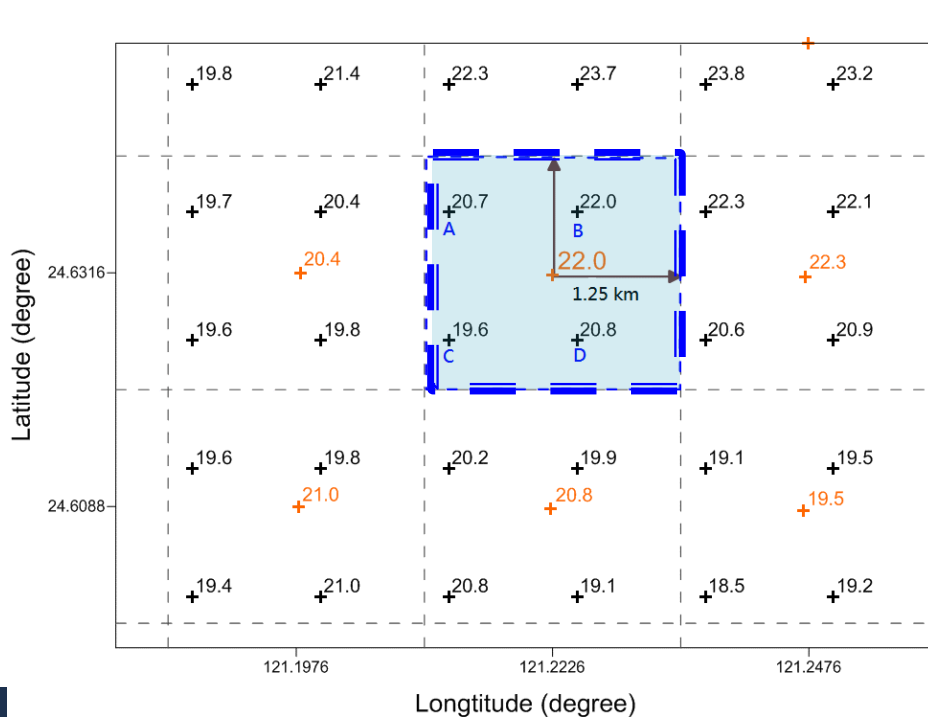 19.8 21.4 22.3 23.7 23.8 23.2
19.7 20.4 20.7 22.0 22.3 22.1
A B
20.4 22.0 22.3
24.6316
1.25 km
19.6 19.8 19.6 20.8 20.6 20.9
C D
Latitude (degree)
19.6 19.8 20.2 19.9 19.1 19.5
21.0 20.8 19.5
24.6088
19.4 21.0 20.8 19.1 18.5 19.2
121.1976 121.2226 121.2476
Longtitude (degree)